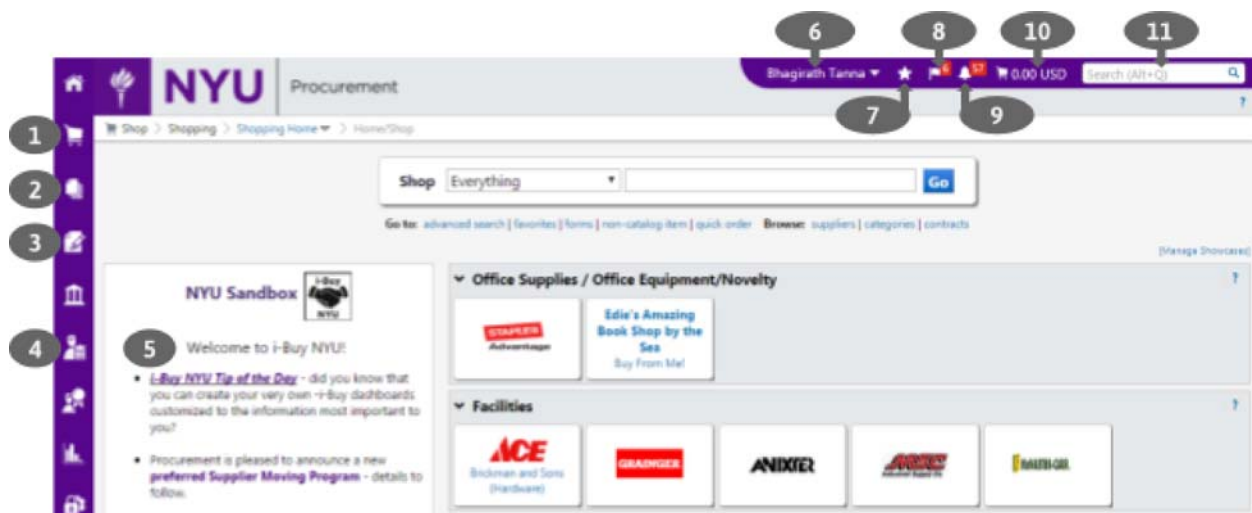 6
8
10
11
NYU
Procurement
Bhagirath Tanna
6
57
0.00 USD
Search (Alt+Q)
7
9
?
1
Shop > Shopping > Shopping Home > Home/Shop
2
Shop Everything Go
3
Go to: advanced search | favorites | forms | non-catalog item | quick order Browse: suppliers | categories | contracts
[Manage Showcases]
NYU Sandbox
i-Buy
NYU
4
5
Welcome to i-Buy NYU!
• i-Buy NYU Tip of the Day - did you know that
you can create your very own i-Buy dashboards
customized to the information most important to
you?
• Procurement is pleased to announce a new
preferred Supplier Moving Program - details to
follow.
Office Supplies / Office Equipment/Novelty
?
STAPLES
Advantage
Edie's Amazing
Book Shop by the
Sea
Buy From Me!
Facilities
?
ACE
Brickman and Sons
(Hardware)
GRAINGER
ANIXTER